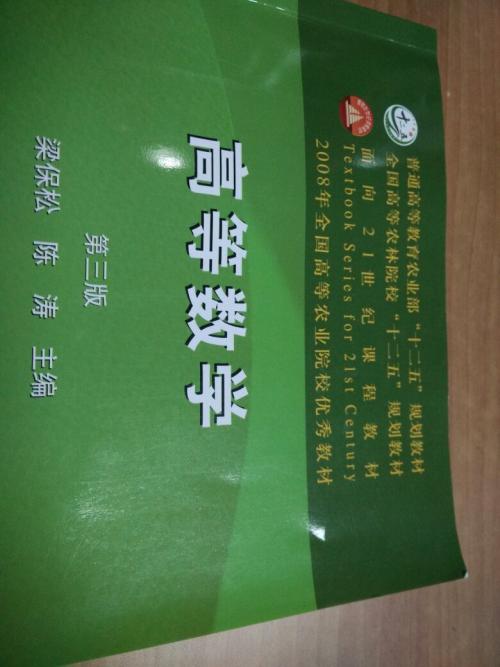 普通高等教育农业部“十二五”规划教材
全国高等农林院校“十二五”规划教材
面向21世纪课程教材
Textbook Series for 21st Century
2008年全国高等农业院校优秀教材
高等数学
第三版
梁保松 陈涛 主编